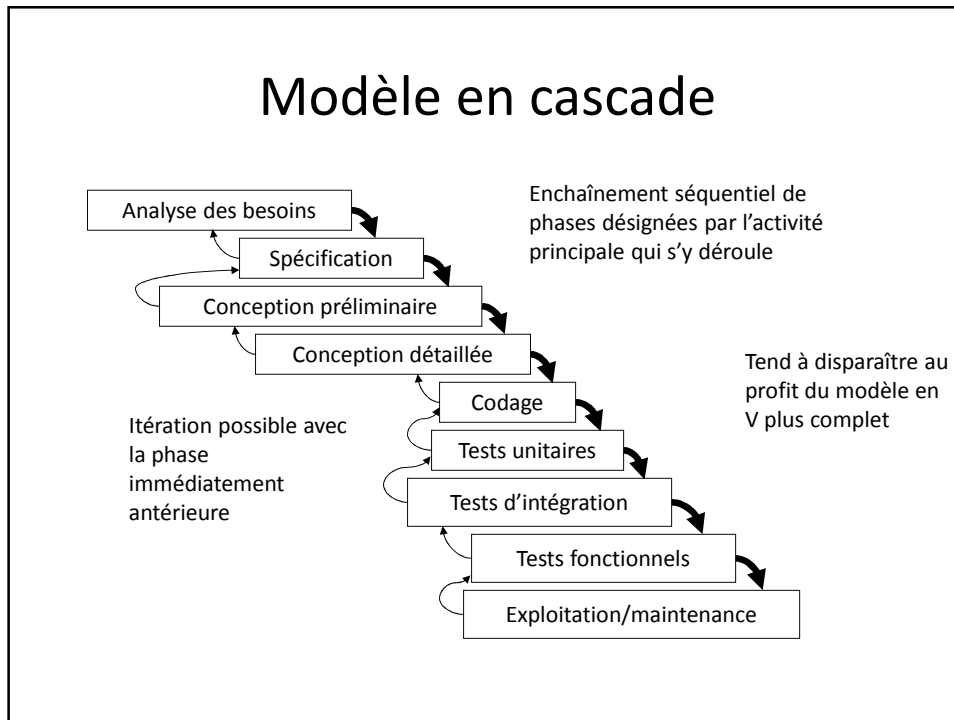 Modèle en cascade
Analyse des besoins
Enchaînement séquentiel de
phases désignées par l’activité
principale qui s’y déroule
Spécification
Conception préliminaire
Conception détaillée
Tend à disparaître au
profit du modèle en
V plus complet
Codage
Itération possible avec
la phase
immédiatement
antérieure
Tests unitaires
Tests d’intégration
Tests fonctionnels
Exploitation/maintenance